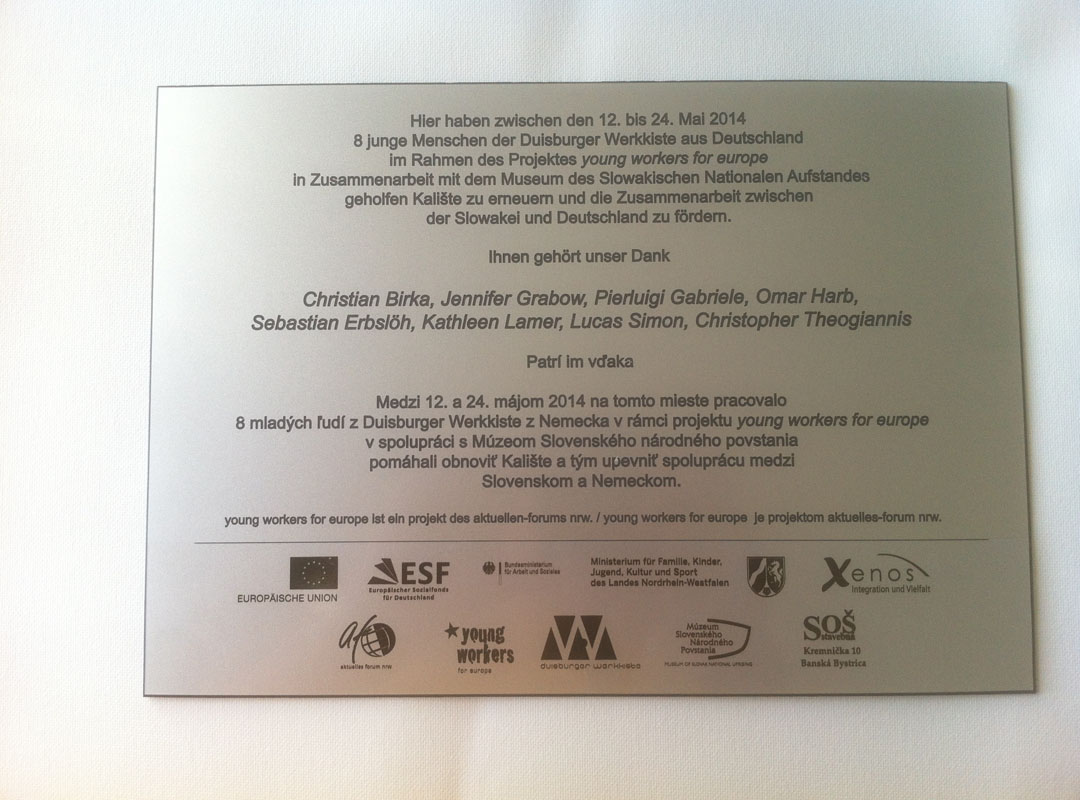 Hier haben zwischen den 12. bis 24. Mai 2014
8 junge Menschen der Duisburger Werkkiste aus Deutschland
im Rahmen des Projektes young workers for europe
in Zusammenarbeit mit dem Museum des Slowakischen Nationalen Aufstandes
geholfen Kalište zu erneuern und die Zusammenarbeit zwischen
der Slowakei und Deutschland zu fördern.
Ihnen gehört unser Dank
Christian Birka, Jennifer Grabow, Pierluigi Gabriele, Omar Harb,
Sebastian Erbslöh, Kathleen Lamer, Lucas Simon, Christopher Theogiannis
Patrí im vďaka
Medzi 12. a 24. májom 2014 na tomto mieste pracovalo
8 mladých ľudí z Duisburger Werkkiste z Nemecka v rámci projektu young workers for europe
v spolupráci s Múzeom Slovenského národného povstania
pomáhali obnoviť Kalište a tým upevniť spoluprácu medzi
Slovenskom a Nemeckom.
young workers for europe ist ein projekt des aktuellen-forums nrw. / young workers for europe je projektom aktuelles-forum nrw.
EUROPÄISCHE UNION
ESF
Europäischer Sozialfonds
für Deutschland
Bundesministerium
für Arbeit und Soziales
Ministerium für Familie, Kinder,
Jugend, Kultur und Sport
des Landes Nordrhein-Westfalen
Xenos
Integration und Vielfalt
afo
aktuelles forum nrw
young
workers
for europe
duisburger werkkiste
Múzeum
Slovenského
Národného
Povstania
MUSEUM OF SLOVAK NATIONAL UPRISING
SOŠ
stavebná
Kremnička 10
Banská Bystrica